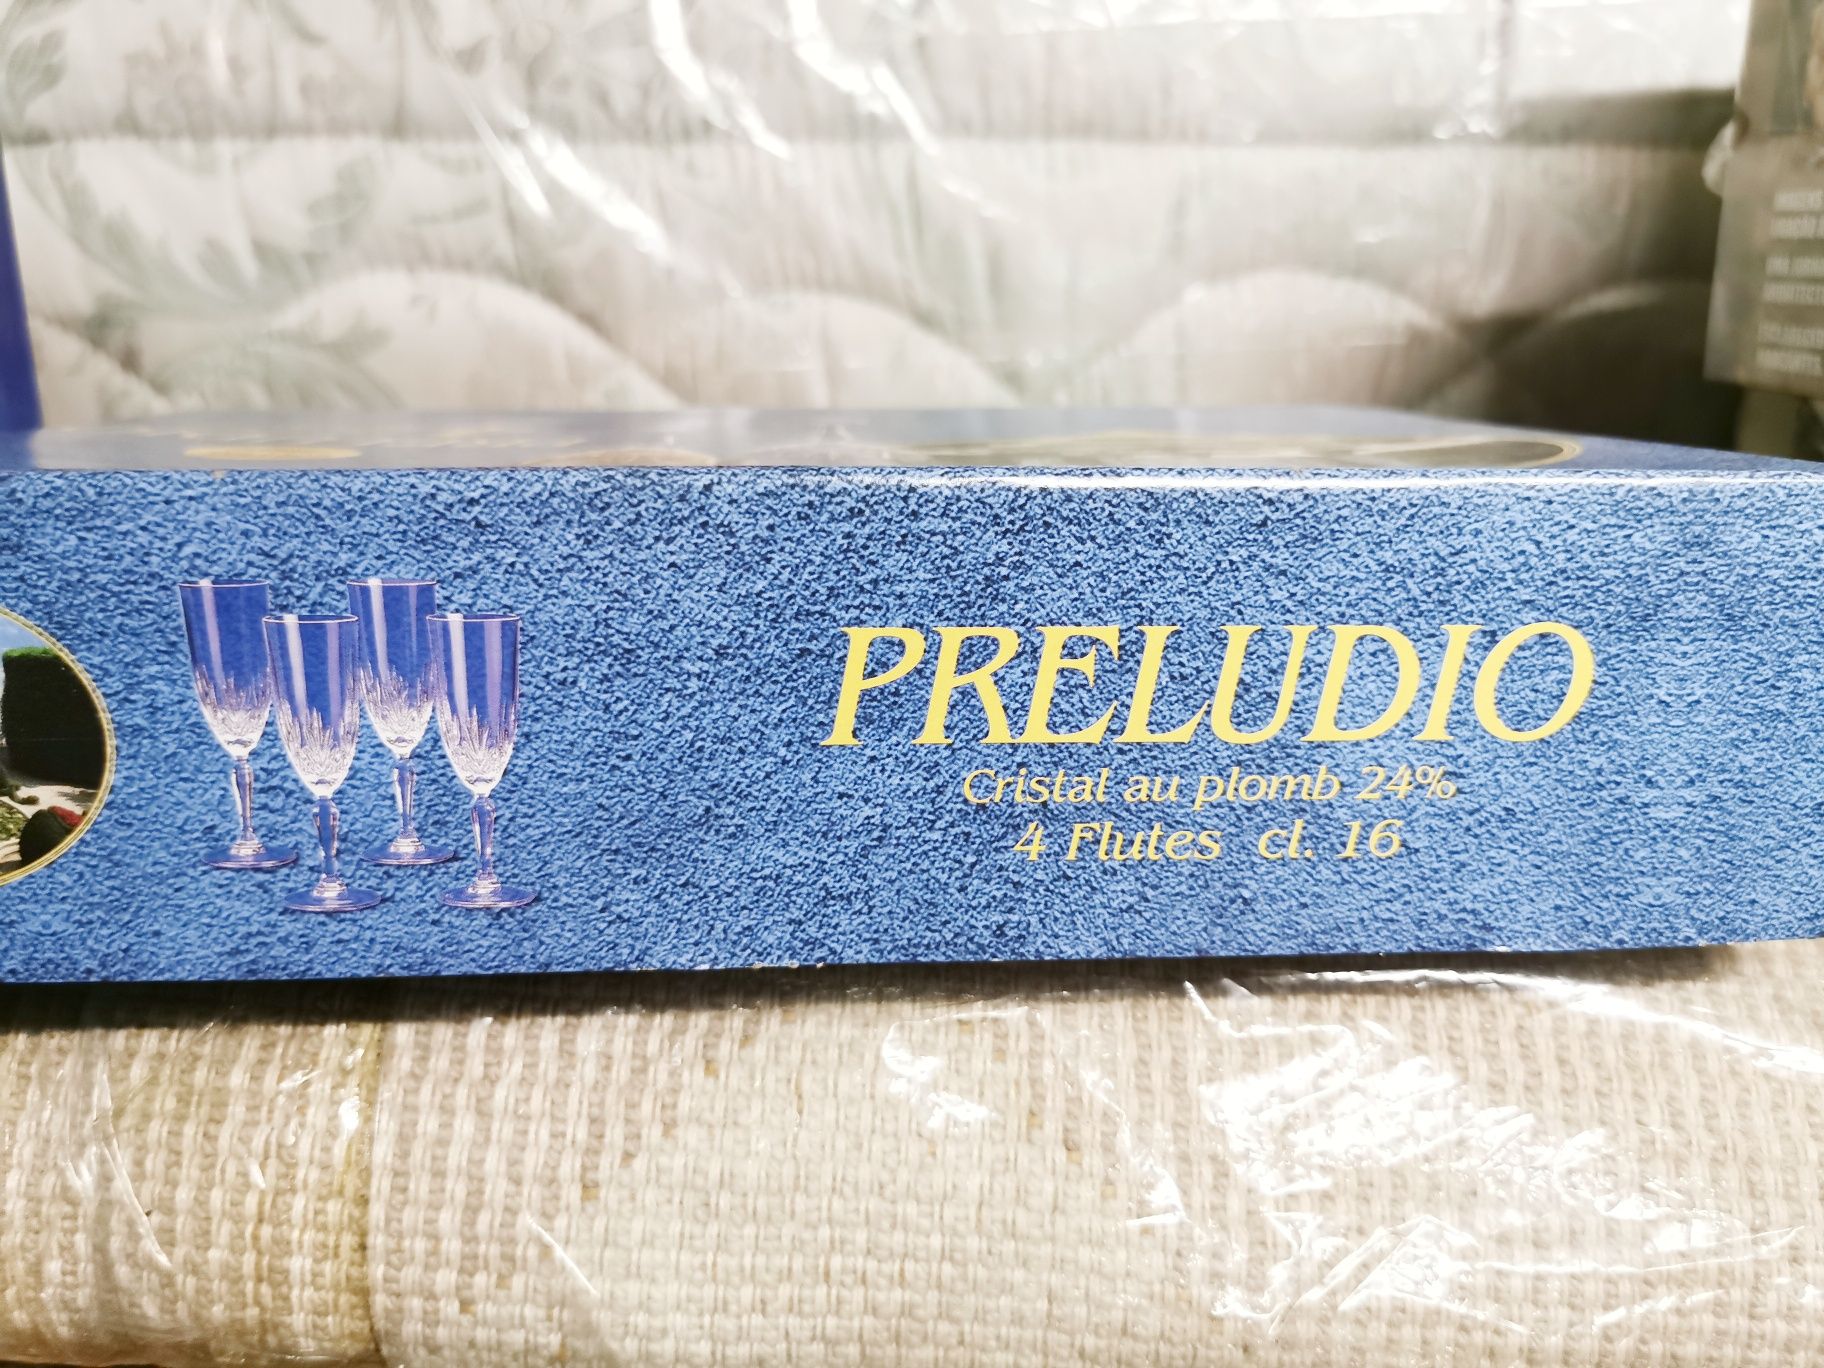 PRELUDIO
Cristal au plomb 24%
4 Flutes cl. 16